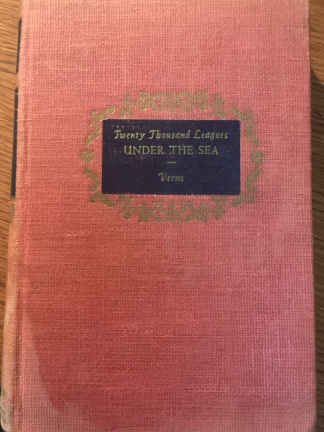 Twenty Thousand Leagues
UNDER THE SEA
Verne